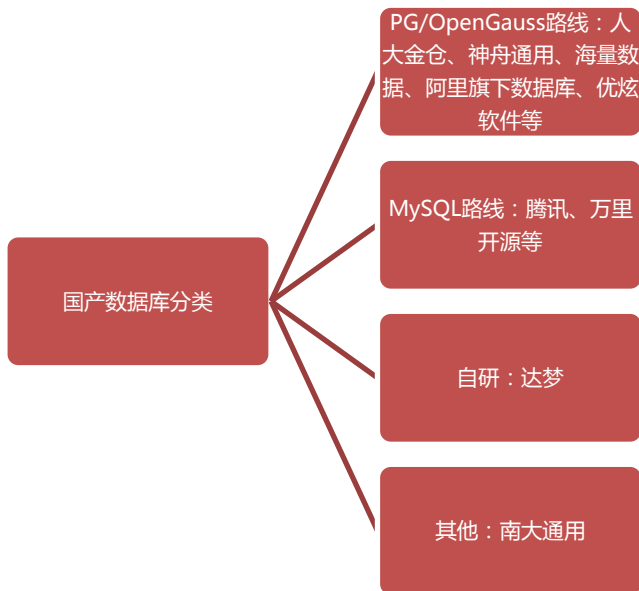 PG/OpenGauss路线：人
大金仓、神舟通用、海量数
据、阿里旗下数据库、优炫
软件等
MySQL路线：腾讯、万里
开源等
国产数据库分类
自研：达梦
其他：南大通用